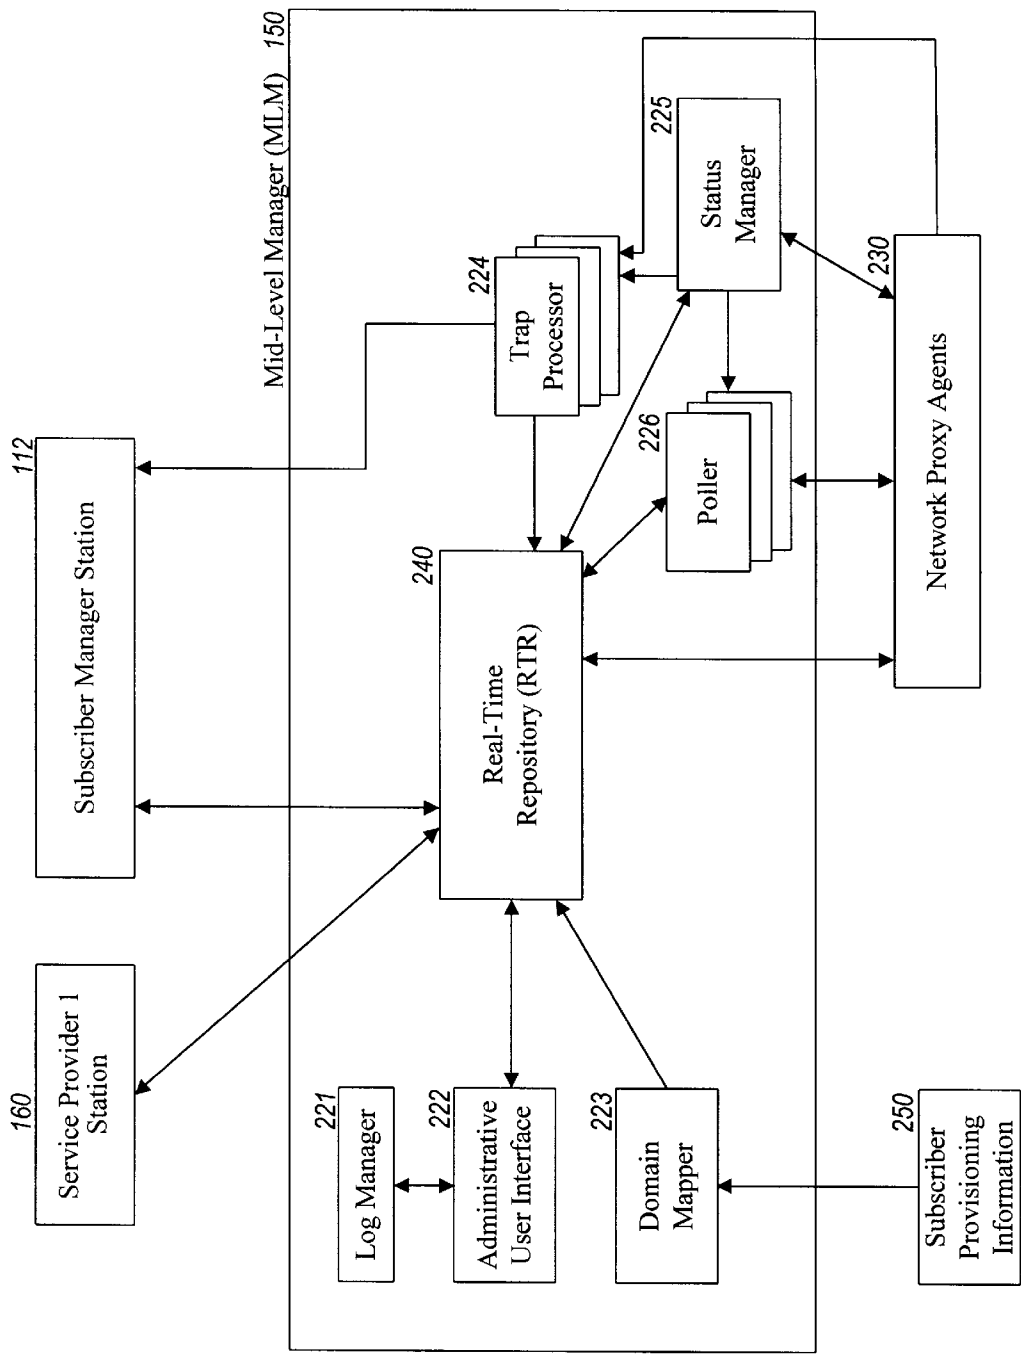 160
Service Provider 1
Station
112
Subscriber Manager Station
Mid-Level Manager (MLM)
150
221
Log Manager
222
Administrative
User Interface
223
Domain
Mapper
240
Real-Time
Repository (RTR)
224
Trap
Processor
225
Status
Manager
226
Poller
250
Subscriber
Provisioning
Information
230
Network Proxy Agents